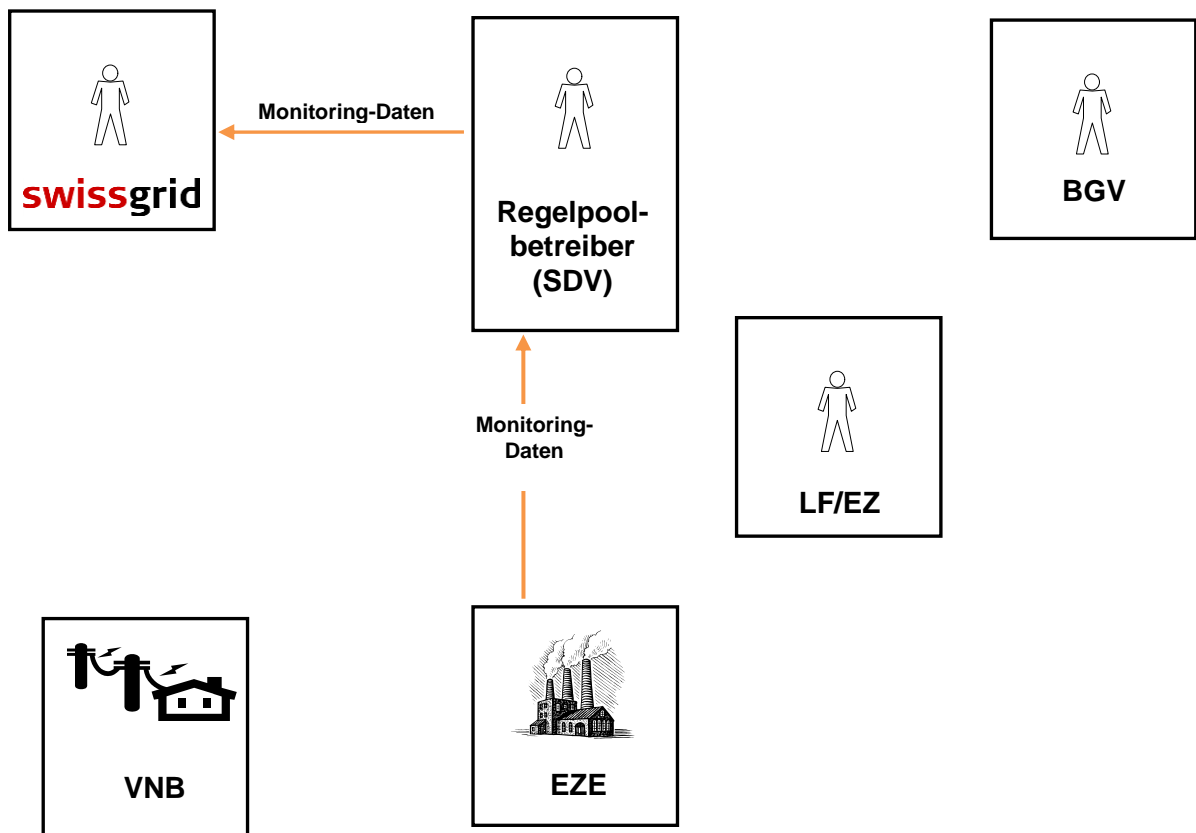 Monitoring-Daten
swissgrid
Regelpool-
betreiber
(SDV)
BGV
Monitoring-
Daten
LF/EZ
VNB
EZE